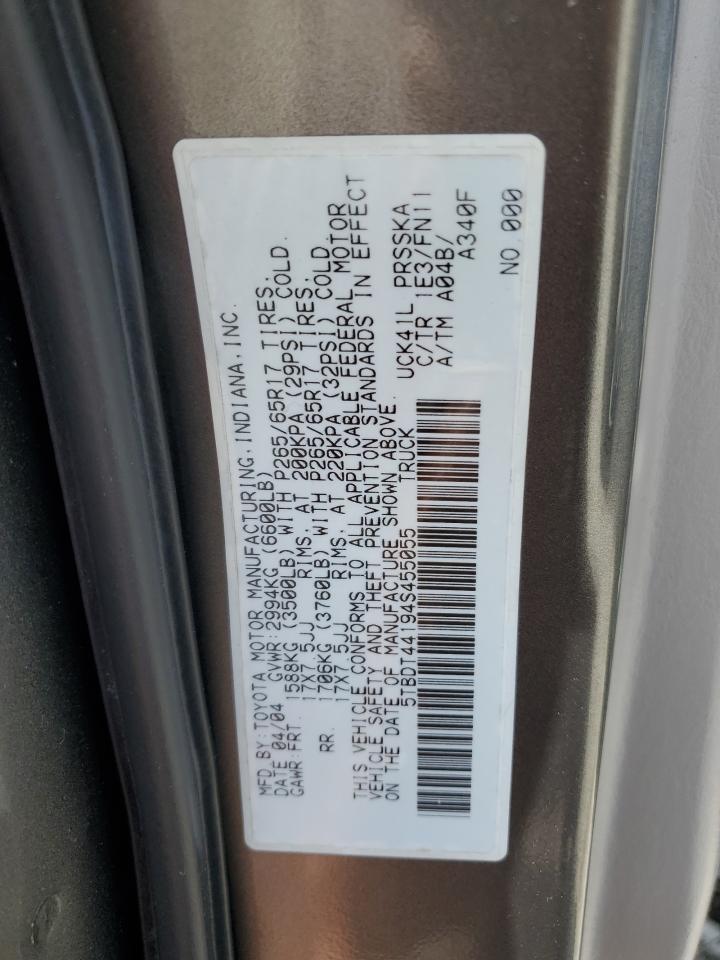 MFD.BY:TOYOTA MOTOR MANUFACTURING,INDIANA,INC.
DATE 04/04 GVWR:2994KG (6600LB)
GAWR:FRT. 1588KG (3500LB) WITH P265/65R17 TIRES.
17X7.5JJ RIMS. AT 200KPA (29PSI) COLD.
RR. 1706KG (3760LB) WITH P265/65R17 TIRES.
17X7.5JJ RIMS. AT 220KPA (32PSI) COLD.
THIS VEHICLE CONFORMS TO ALL APPLICABLE FEDERAL MOTOR
VEHICLE SAFETY AND THEFT PREVENTION STANDARDS IN EFFECT
ON THE DATE OF MANUFACTURE SHOWN ABOVE.
5TBDT44194S455055 TRUCK
UCK41L PRSSKA
C/TR 1E3/FN11
A/TM A04B/
A340F
NO 000